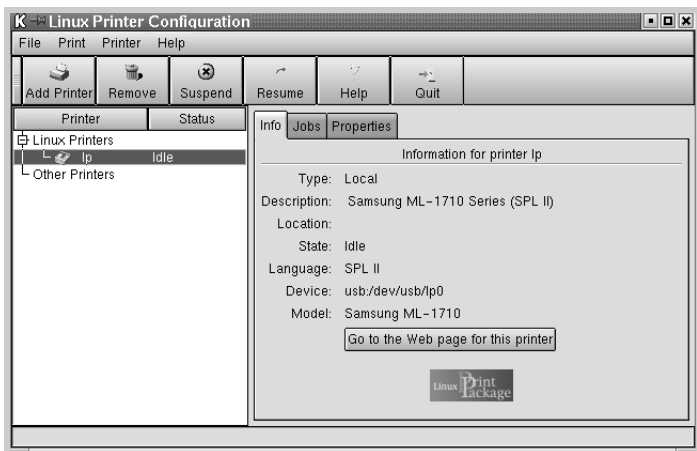 Linux Printer Configuration
File Print Printer Help
Add Printer Remove Suspend Resume Help Quit
Printer Status
Linux Printers
lp Idle
Other Printers
Info Jobs Properties
Information for printer lp
Type: Local
Description: Samsung ML-1710 Series (SPL II)
Location:
State: Idle
Language: SPL II
Device: usb:/dev/usb/lp0
Model: Samsung ML-1710
Go to the Web page for this printer
Linux Print Package